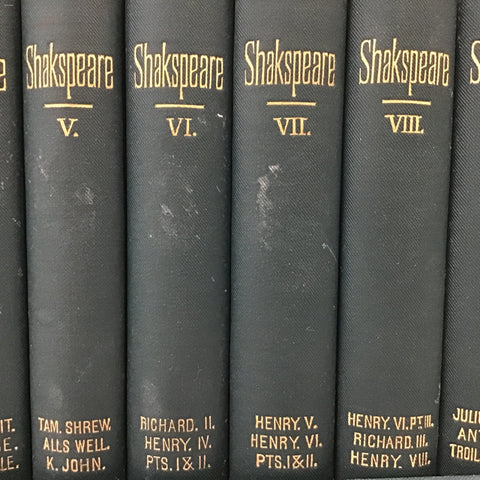 Shakspeare
V.
TAM. SHREW.
ALLS WELL.
K. JOHN.
Shakspeare
VI.
RICHARD. II.
HENRY. IV.
PTS. I & II.
Shakspeare
VII.
HENRY. V.
HENRY. VI.
PTS. I & II.
Shakspeare
VIII.
HENRY. VI. PT. III.
RICHARD. III.
HENRY. VIII.